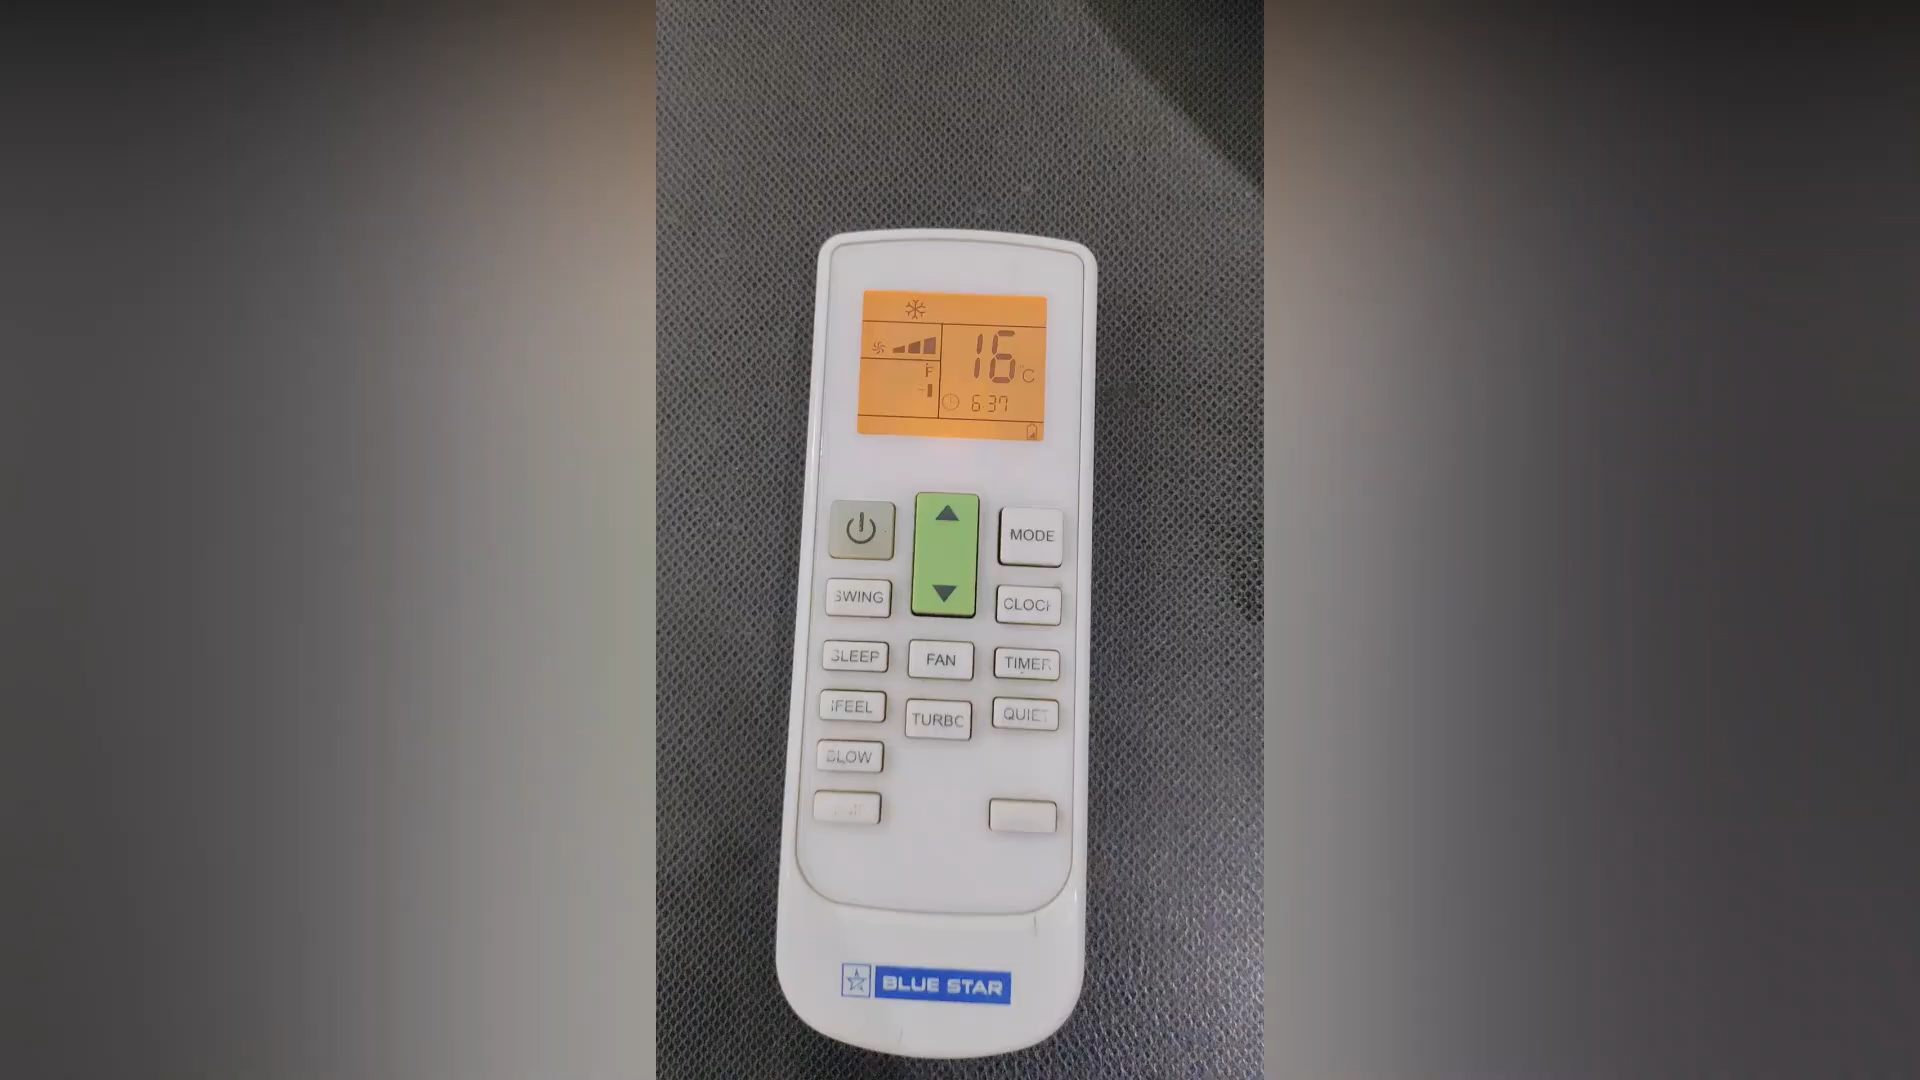 16 °C
F
6:37
MODE
SWING
CLOCK
SLEEP
FAN
TIMER
iFEEL
TURBO
QUIET
BLOW
BLUE STAR